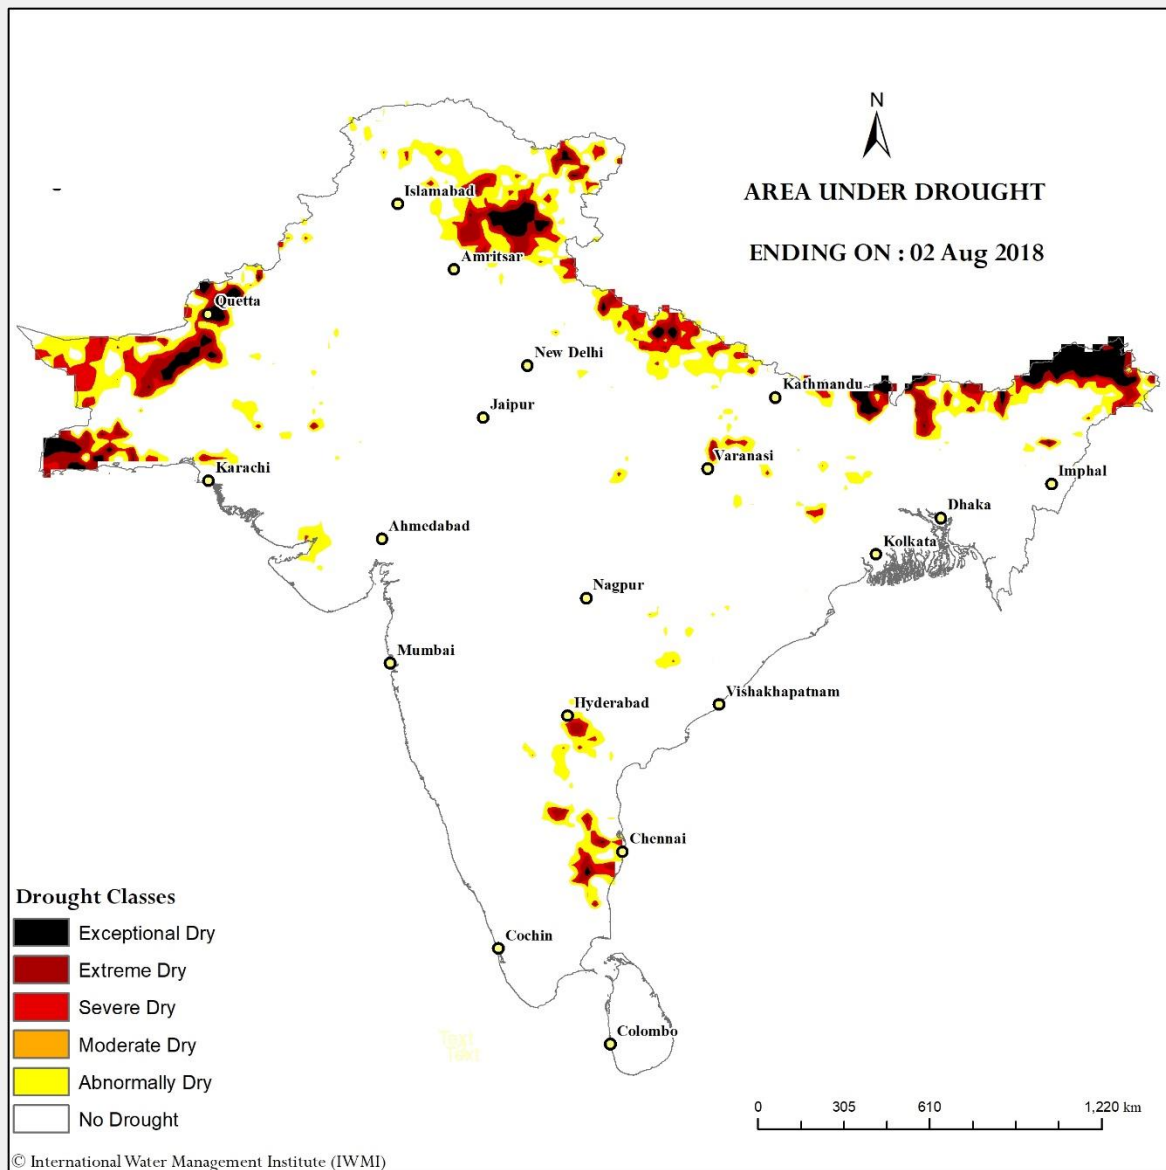 N
AREA UNDER DROUGHT
ENDING ON : 02 Aug 2018
Islamabad
Amritsar
Quetta
New Delhi
Kathmandu
Jaipur
Varanasi
Karachi
Imphal
Dhaka
Ahmedabad
Kolkata
Nagpur
Mumbai
Vishakhapatnam
Hyderabad
Chennai
Cochin
Colombo
Text
Text
Drought Classes
Exceptional Dry
Extreme Dry
Severe Dry
Moderate Dry
Abnormally Dry
No Drought
0 305 610 1,220 km
© International Water Management Institute (IWMI)